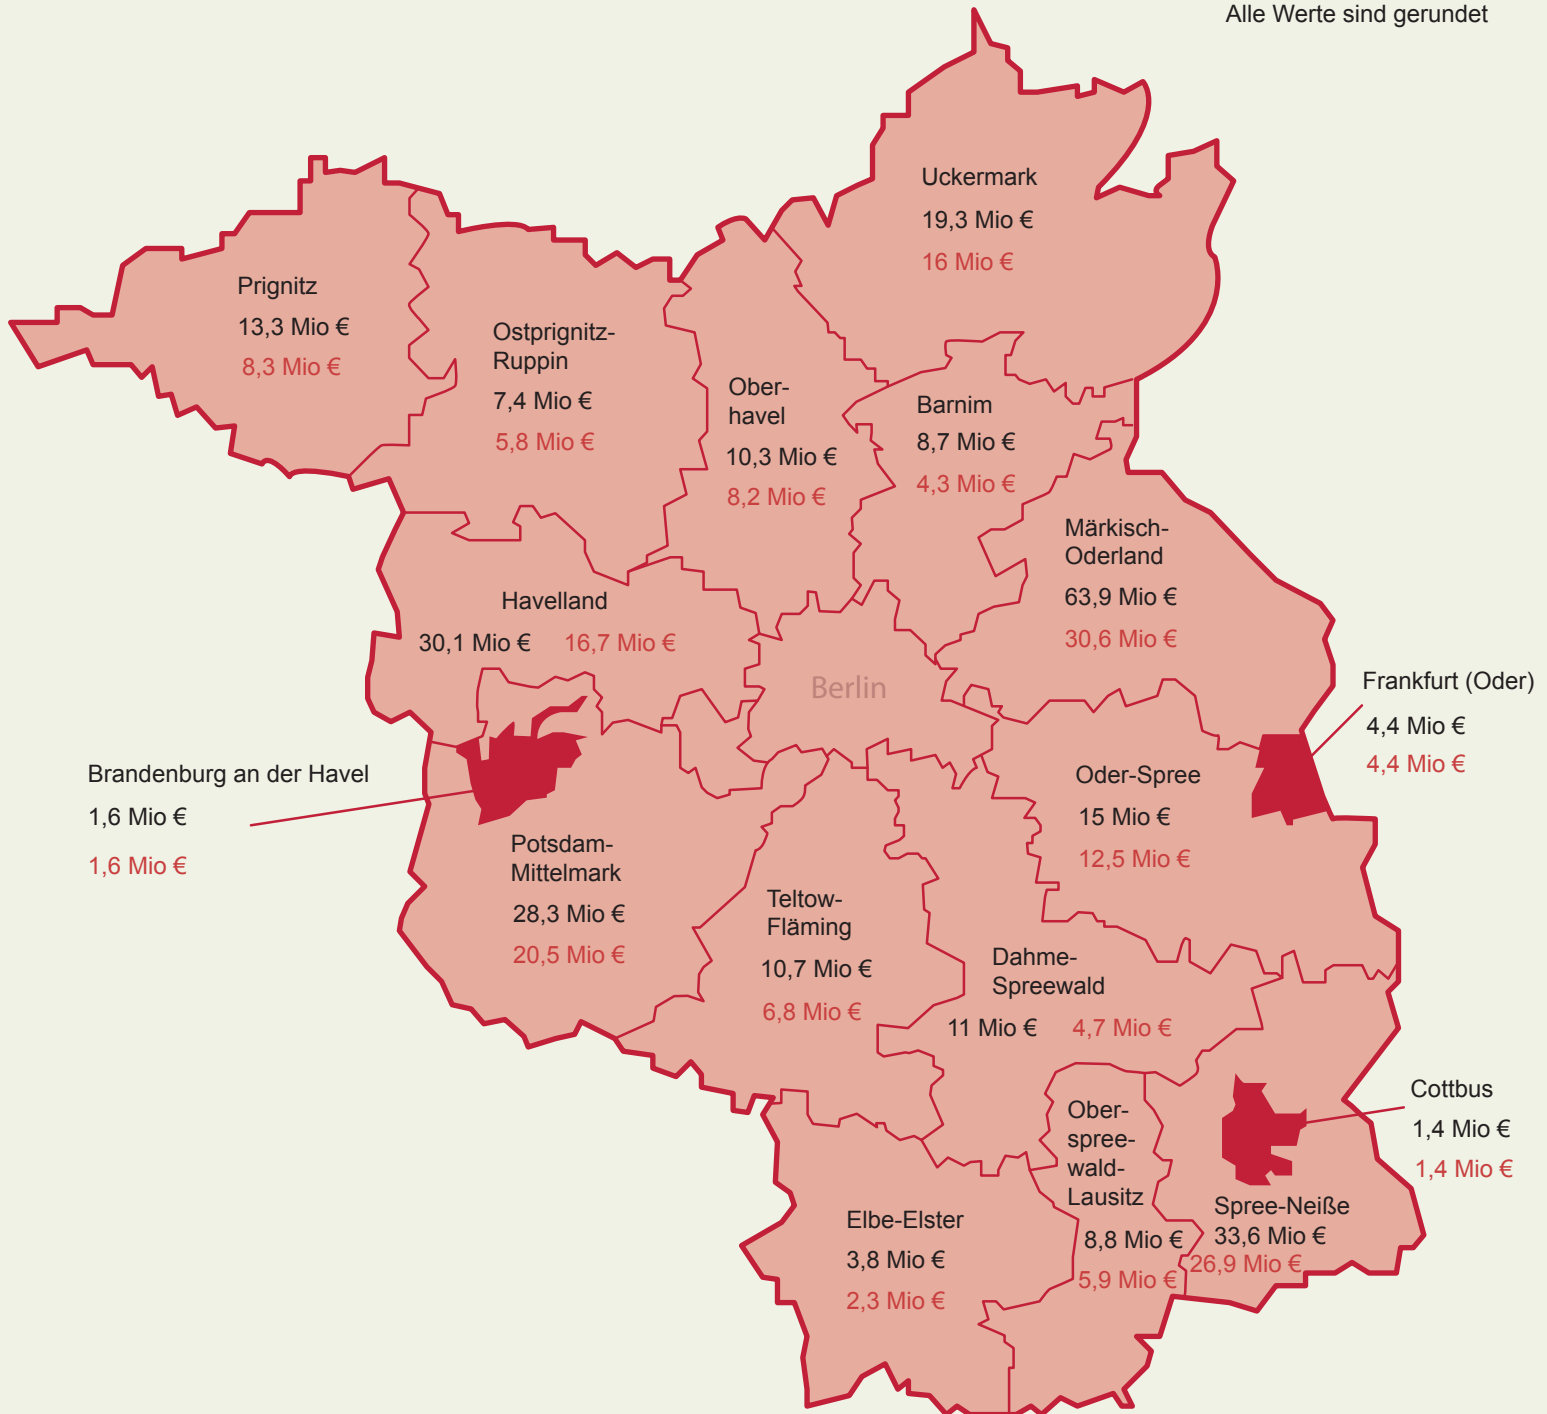 Alle Werte sind gerundet
Uckermark
19,3 Mio €
16 Mio €
Prignitz
13,3 Mio €
8,3 Mio €
Ostprignitz-
Ruppin
7,4 Mio €
5,8 Mio €
Ober-
havel
10,3 Mio €
8,2 Mio €
Barnim
8,7 Mio €
4,3 Mio €
Märkisch-
Oderland
63,9 Mio €
30,6 Mio €
Havelland
30,1 Mio € 16,7 Mio €
Berlin
Frankfurt (Oder)
4,4 Mio €
4,4 Mio €
Brandenburg an der Havel
1,6 Mio €
1,6 Mio €
Oder-Spree
15 Mio €
12,5 Mio €
Potsdam-
Mittelmark
28,3 Mio €
20,5 Mio €
Teltow-
Fläming
10,7 Mio €
6,8 Mio €
Dahme-
Spreewald
11 Mio € 4,7 Mio €
Cottbus
1,4 Mio €
1,4 Mio €
Ober-
spree-
wald-
Lausitz
8,8 Mio €
5,9 Mio €
Spree-Neiße
33,6 Mio €
26,9 Mio €
Elbe-Elster
3,8 Mio €
2,3 Mio €